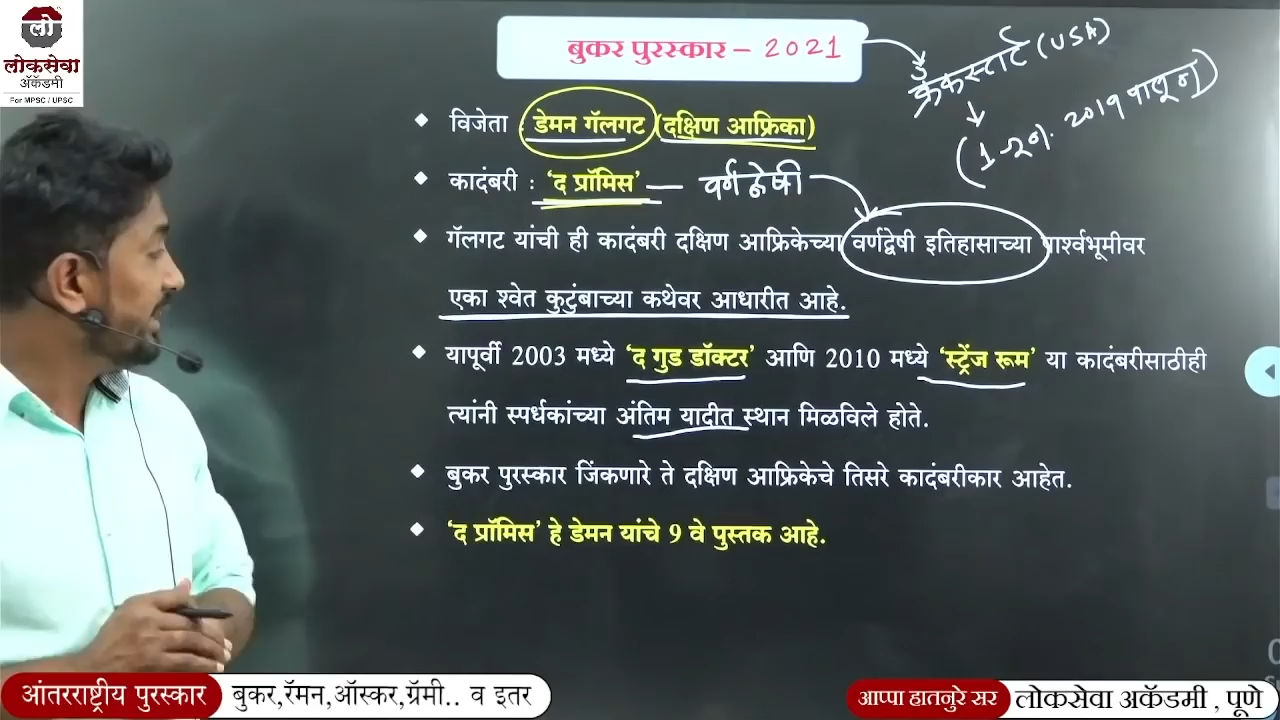 लो
लोकसेवा
अ‍ॅकॅडमी
For MPSC / UPSC
बुकर पुरस्कार – 2021
क्रॅकस्टार्ट (USA)
(1 जून. 2019 पासून)
विजेता : डेमन गॅलगट (दक्षिण आफ्रिका)
कादंबरी : ‘द प्रॉमिस’ — वर्णद्वेषी
गॅलगट यांची ही कादंबरी दक्षिण आफ्रिकेच्या वर्णद्वेषी इतिहासाच्या पार्श्वभूमीवर
एका श्वेत कुटुंबाच्या कथेवर आधारीत आहे.
यापूर्वी 2003 मध्ये ‘द गुड डॉक्टर’ आणि 2010 मध्ये ‘स्ट्रेंज रूम’ या कादंबरीसाठीही
त्यांनी स्पर्धकांच्या अंतिम यादीत स्थान मिळविले होते.
बुकर पुरस्कार जिंकणारे ते दक्षिण आफ्रिकेचे तिसरे कादंबरीकार आहेत.
‘द प्रॉमिस’ हे डेमन यांचे 9 वे पुस्तक आहे.
आंतरराष्ट्रीय पुरस्कार बुकर,रॅमन,ऑस्कर,ग्रॅमी.. व इतर
आप्पा हातनुरे सर लोकसेवा अकॅडमी , पूणे